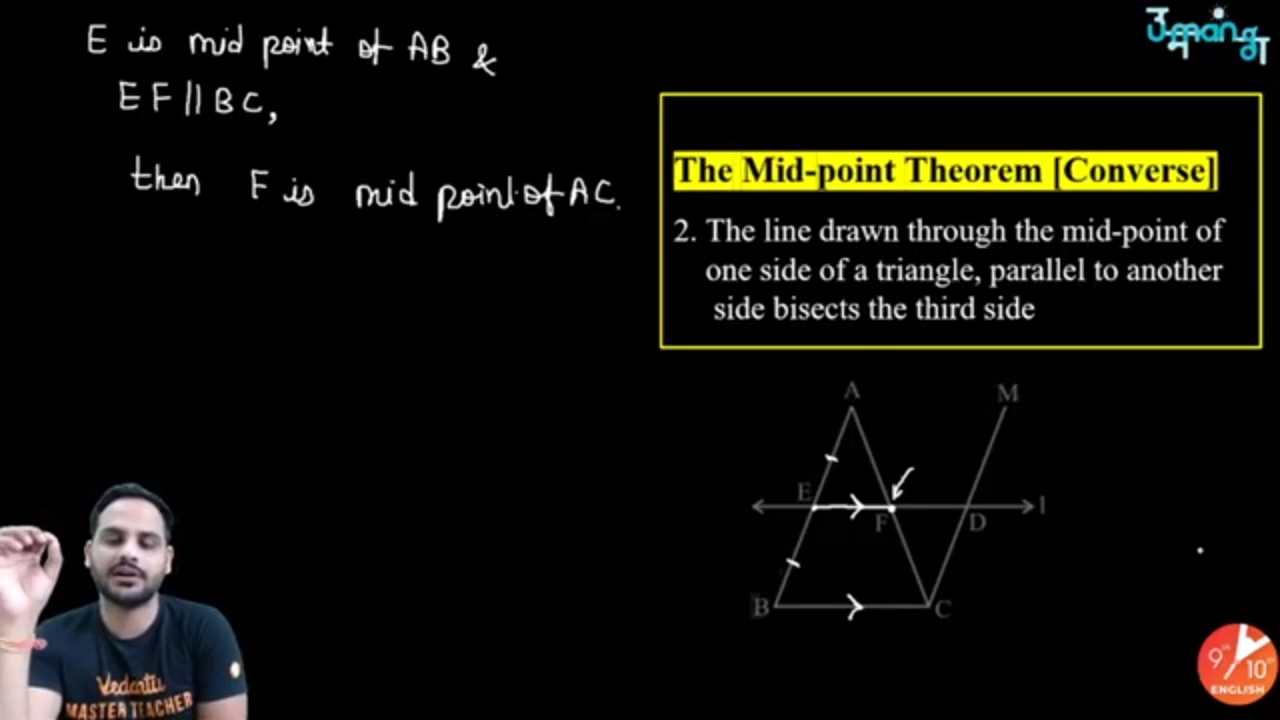 E is mid point of AB &
EF || BC,
then F is mid point of AC.
The Mid-point Theorem [Converse]
2. The line drawn through the mid-point of
one side of a triangle, parallel to another
side bisects the third side
A
M
E
F
D
l
B
C
Vedantu
MASTER TEACHER
9th/10th
ENGLISH